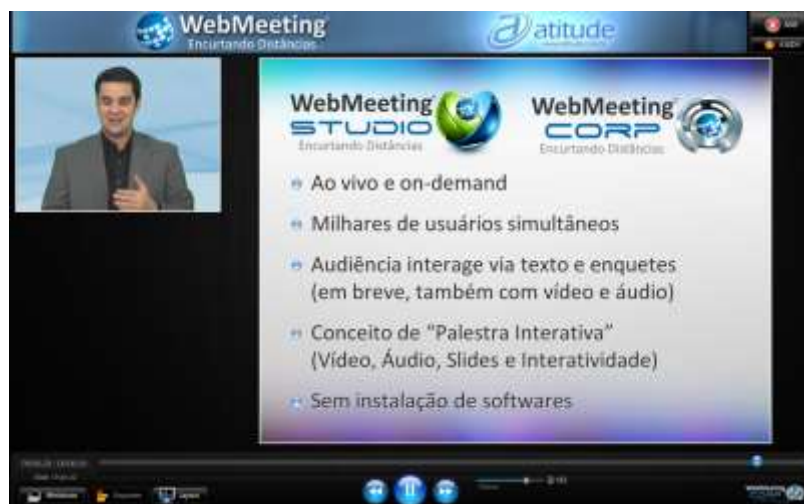 WebMeeting
Encurtando Distâncias
atitude
WebMeeting
STUDIO
Encurtando Distâncias
WebMeeting
CORP
Encurtando Distâncias
Ao vivo e on-demand
Milhares de usuários simultâneos
Audiência interage via texto e enquetes
(em breve, também com vídeo e áudio)
Conceito de “Palestra Interativa”
(Vídeo, Áudio, Slides e Interatividade)
Sem instalação de softwares